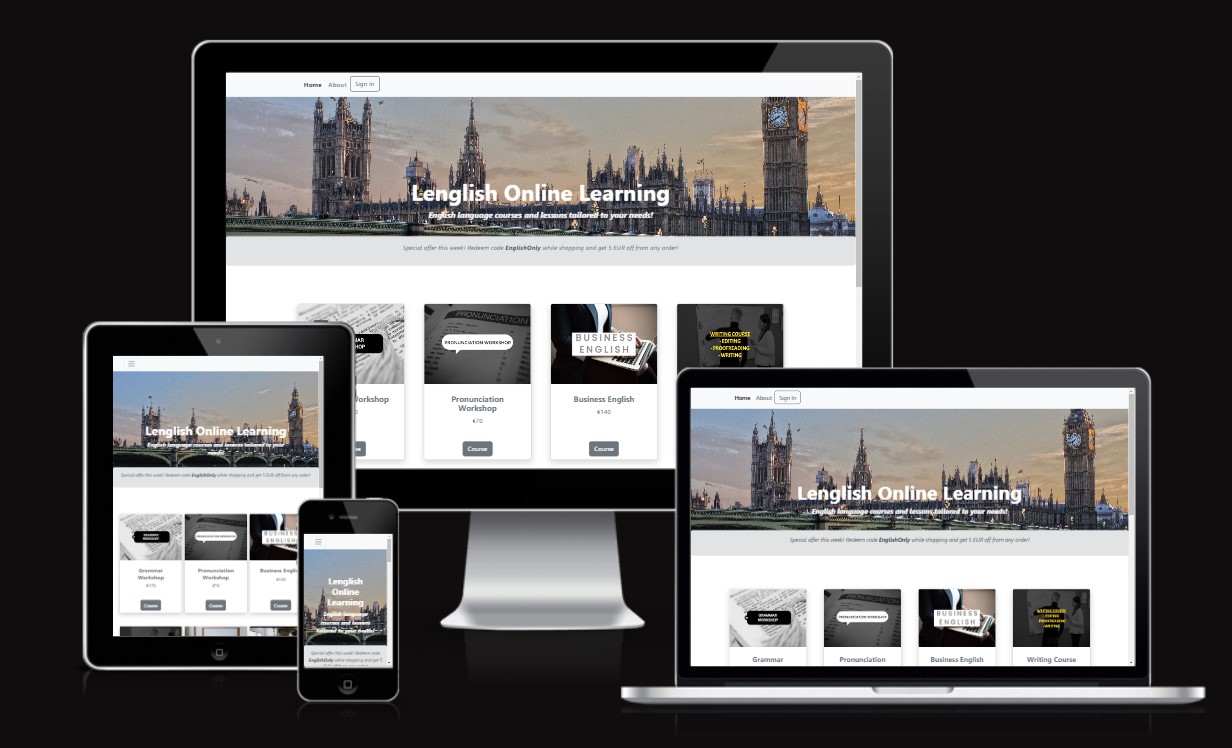 Home About Sign In
Lenglish Online Learning
English language courses and lessons tailored to your needs!
Special offer this week! Redeem code EnglishOnly while shopping and get 5 EUR off from any order!
PRONUNCIATION
PRONUNCIATION WORKSHOP
BUSINESS
ENGLISH
WRITING COURSE
- EDITING
- PROOFREADING
- WRITING
Workshop
Pronunciation
Workshop
€70
Course
Business English
€140
Course
Lenglish Online Learning
English language courses and lessons tailored to your needs!
Special offer this week! Redeem code EnglishOnly while shopping and get 5 EUR off from any order!
GRAMMAR
WORKSHOP
PRONUNCIATION WORKSHOP
BUSINESS
ENGLISH
Grammar
Workshop
Course
Pronunciation
Workshop
€70
Course
Business
Course
Lenglish
Online
Learning
English language
courses and lessons
tailored to your needs!
Special offer this week! Redeem code
EnglishOnly while shopping and get 5
EUR off from any order!
Home About Sign In
Lenglish Online Learning
English language courses and lessons tailored to your needs!
Special offer this week! Redeem code EnglishOnly while shopping and get 5 EUR off from any order!
GRAMMAR
WORKSHOP
PRONUNCIATION WORKSHOP
BUSINESS
ENGLISH
WRITING COURSE
- EDITING
- PROOFREADING
- WRITING
Grammar
Pronunciation
Business English
Writing Course